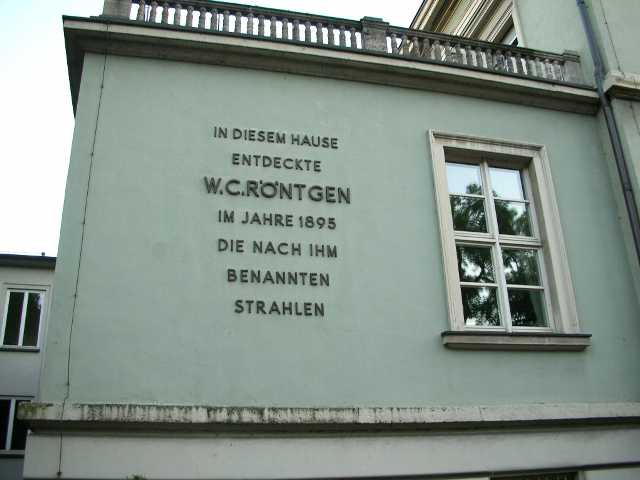 IN DIESEM HAUSE
ENTDECKTE
W.C.RÖNTGEN
IM JAHRE 1895
DIE NACH IHM
BENANNTEN
STRAHLEN